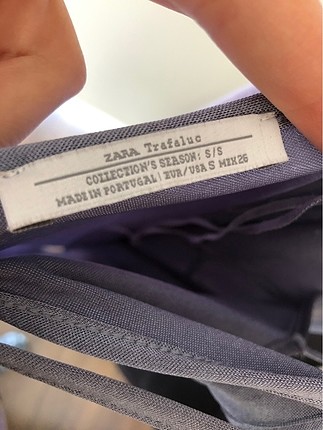 ZARA Trafaluc
COLLECTION'S SEASON: S/S
MADE IN PORTUGAL | EUR/USA S MEX 26